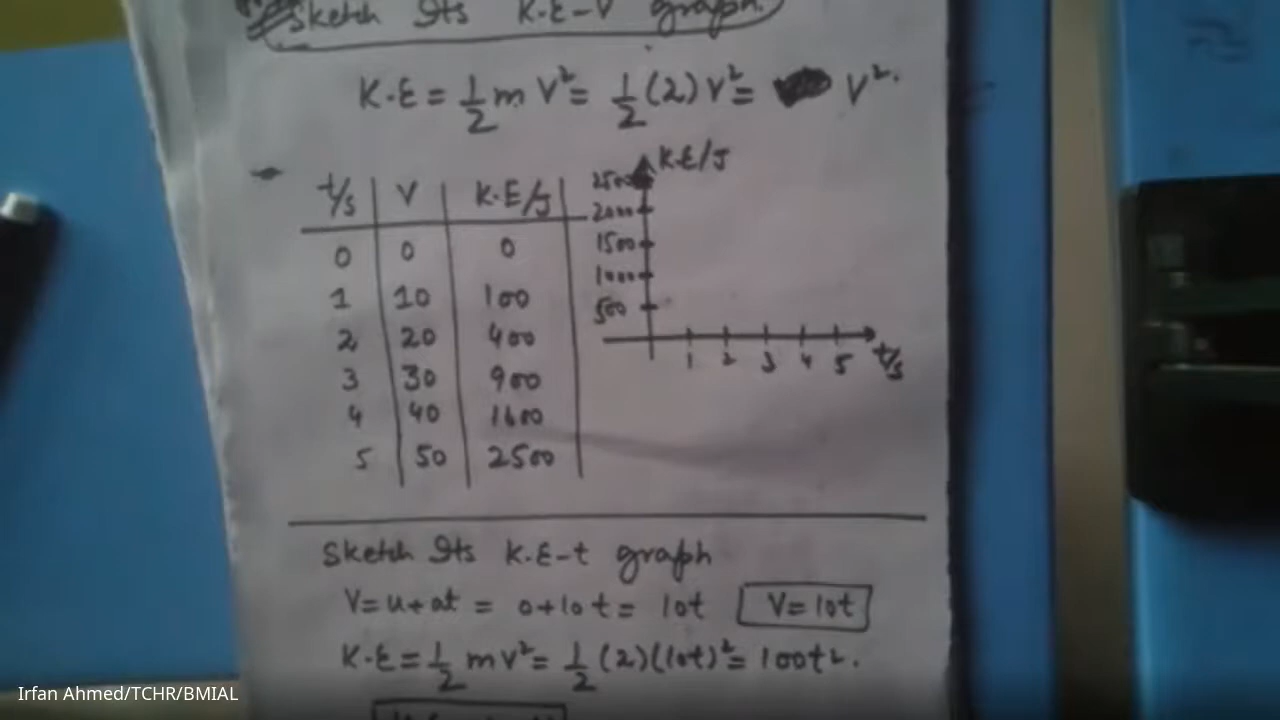 Sketch Its K.E-V graph.
K.E = 1/2 m V² = 1/2 (2) V² = V².
t/s V K.E/J
0 0 0
1 10 100
2 20 400
3 30 900
4 40 1600
5 50 2500
K.E/J
2500
2000
1500
1000
500
1 2 3 4 5 t/s
Sketch Its K.E-t graph
V = u + at = 0 + 10 t = 10t V = 10t
K.E = 1/2 m V² = 1/2 (2) (10t)² = 100t².
Irfan Ahmed/TCHR/BMIAL